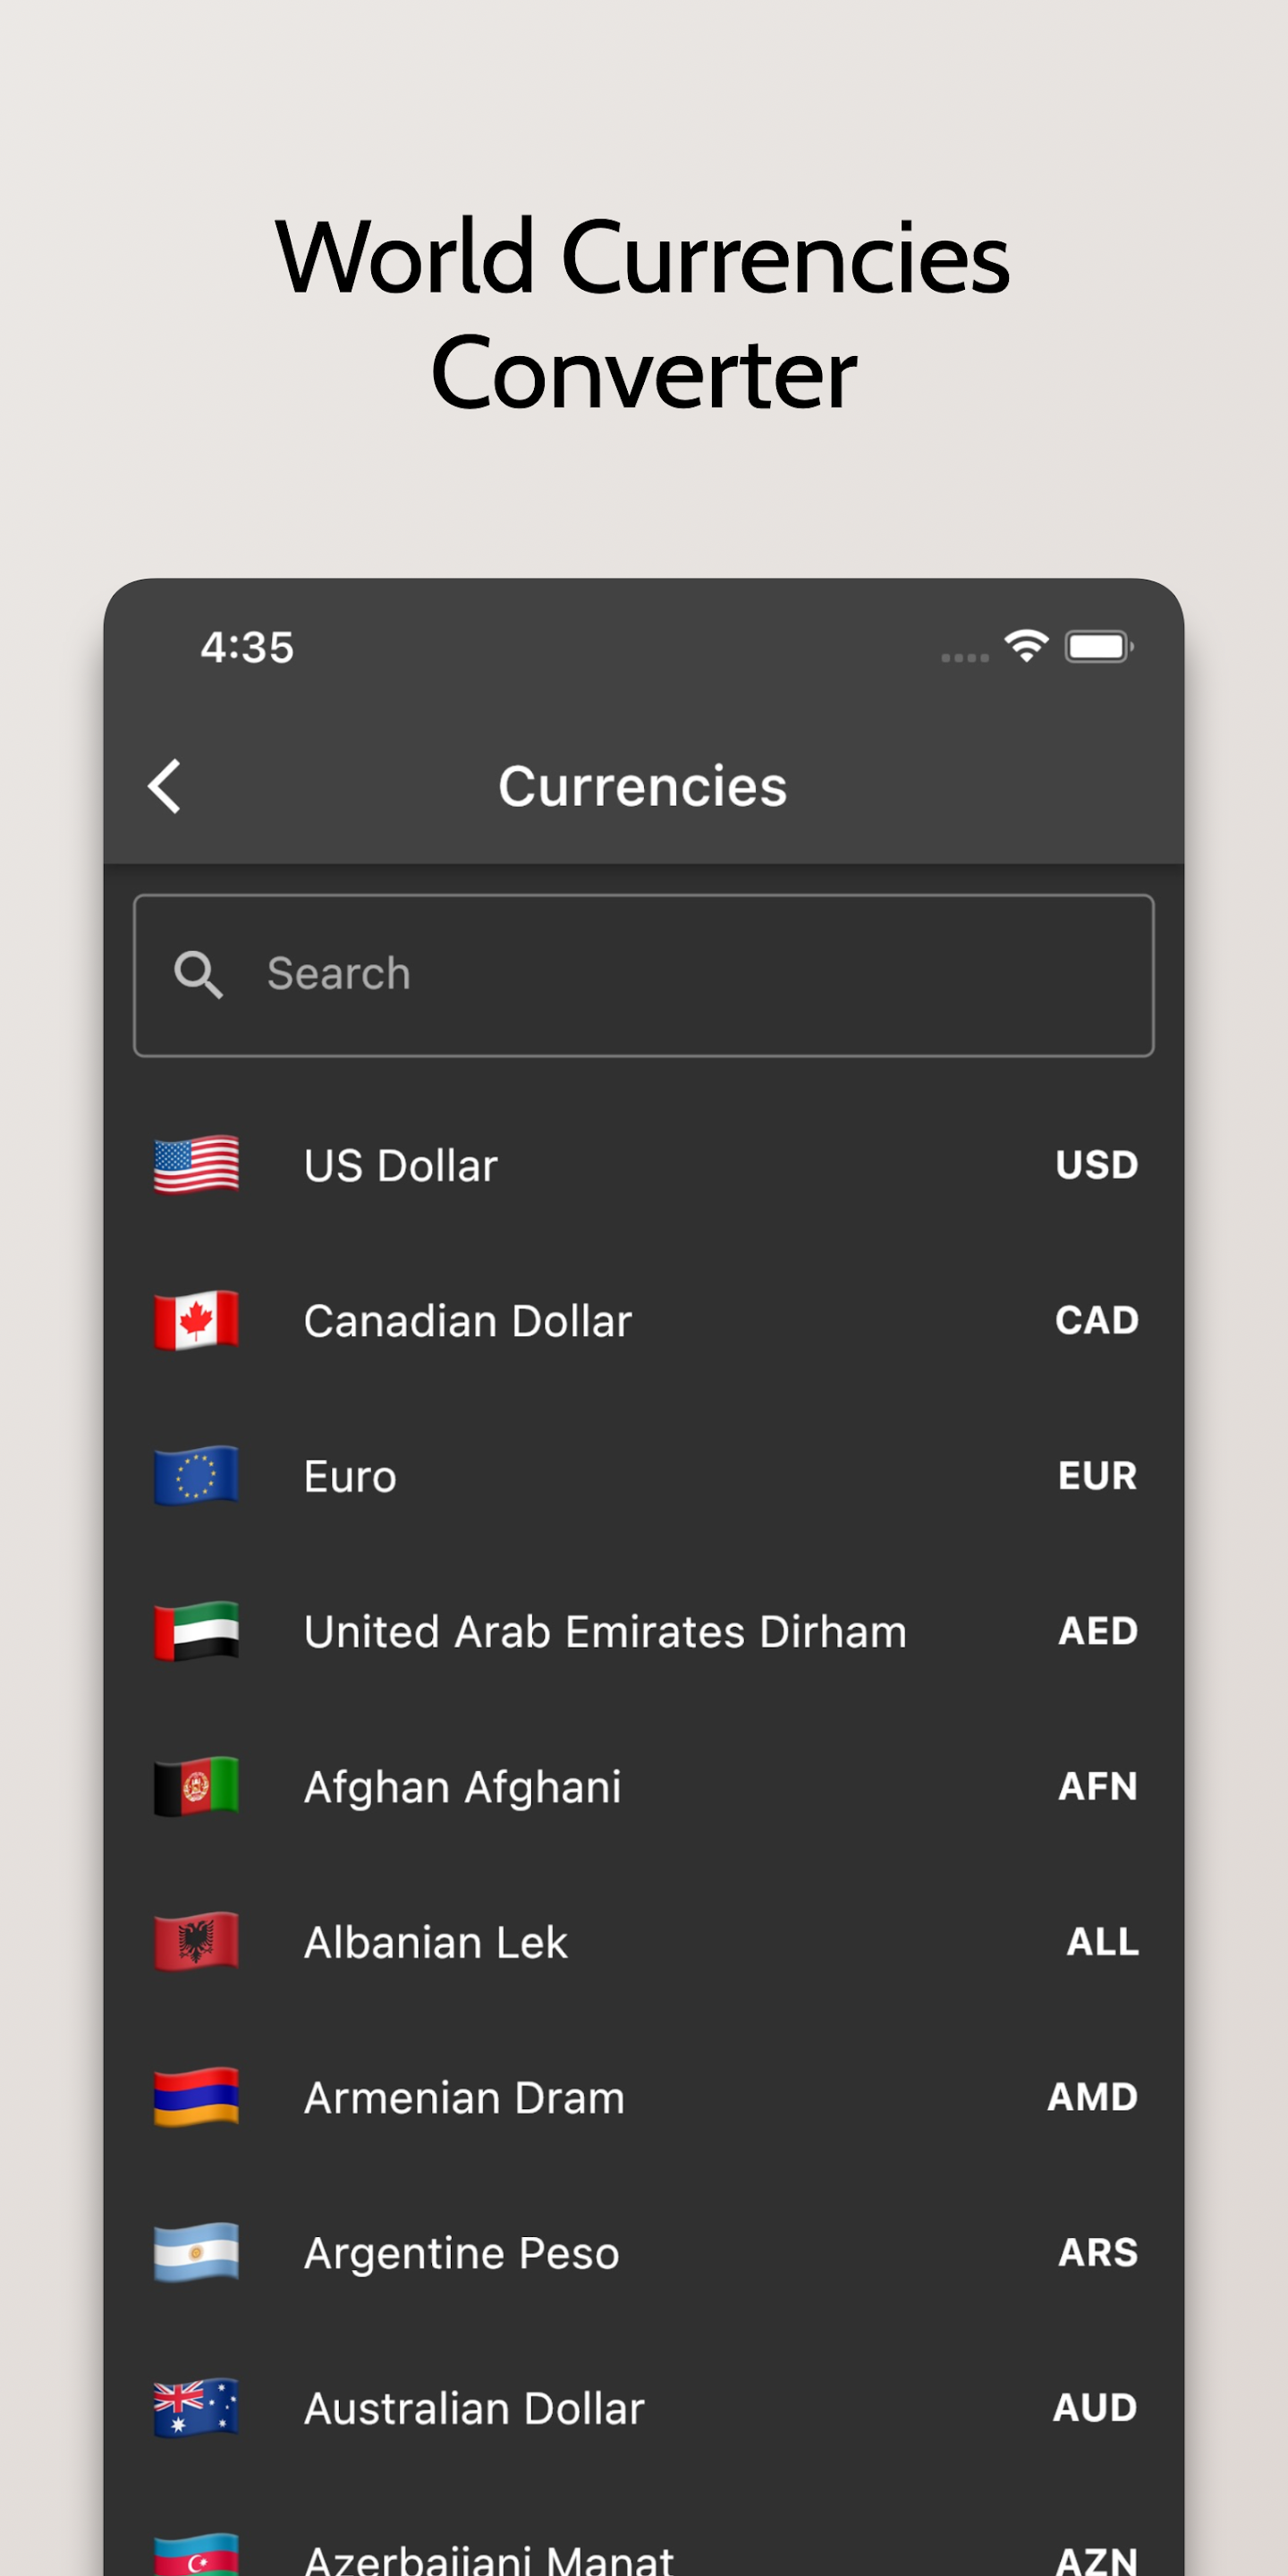 World Currencies
Converter
4:35
Currencies
Search
US Dollar USD
Canadian Dollar CAD
Euro EUR
United Arab Emirates Dirham AED
Afghan Afghani AFN
Albanian Lek ALL
Armenian Dram AMD
Argentine Peso ARS
Australian Dollar AUD
Azerbaijani Manat AZN